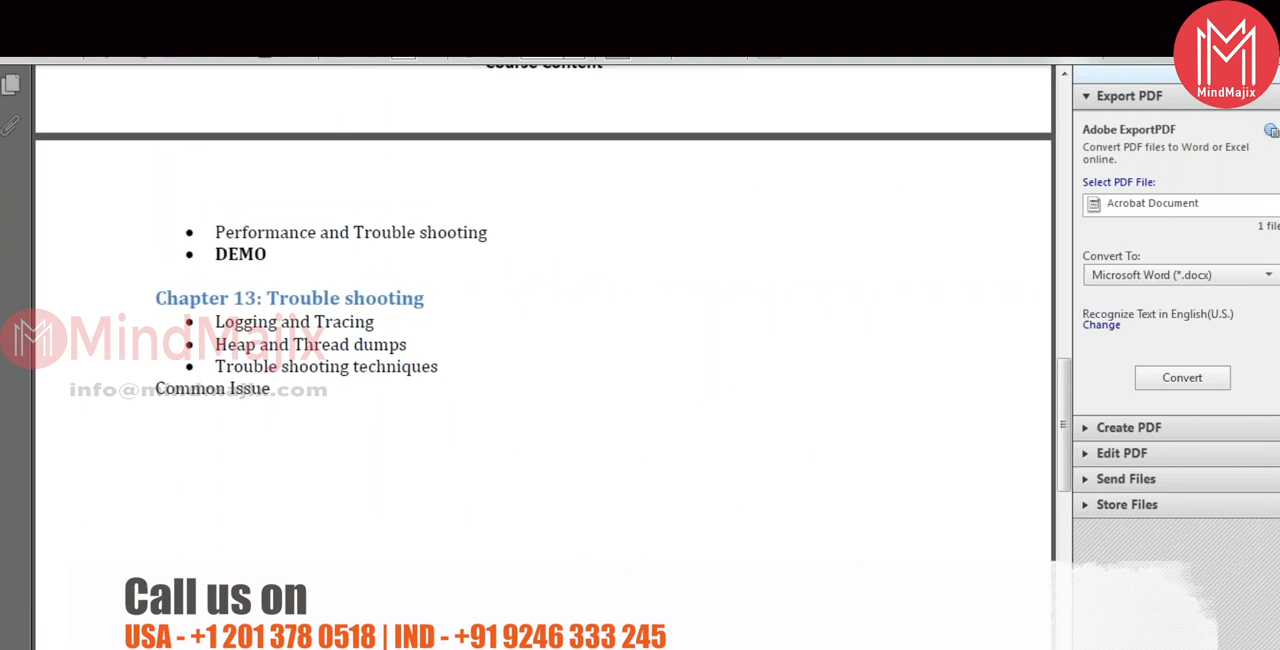 Course Content
MindMajix
Export PDF
Adobe ExportPDF
Convert PDF files to Word or Excel
online.
Select PDF File:
Acrobat Document
1 file
Convert To:
Microsoft Word (*.docx)
Recognize Text in English(U.S.)
Change
Convert
Create PDF
Edit PDF
Send Files
Store Files
• Performance and Trouble shooting
• DEMO
Chapter 13: Trouble shooting
• Logging and Tracing
• Heap and Thread dumps
• Trouble shooting techniques
Common Issue
MindMajix
info@mindmajix.com
Call us on
USA - +1 201 378 0518 | IND - +91 9246 333 245